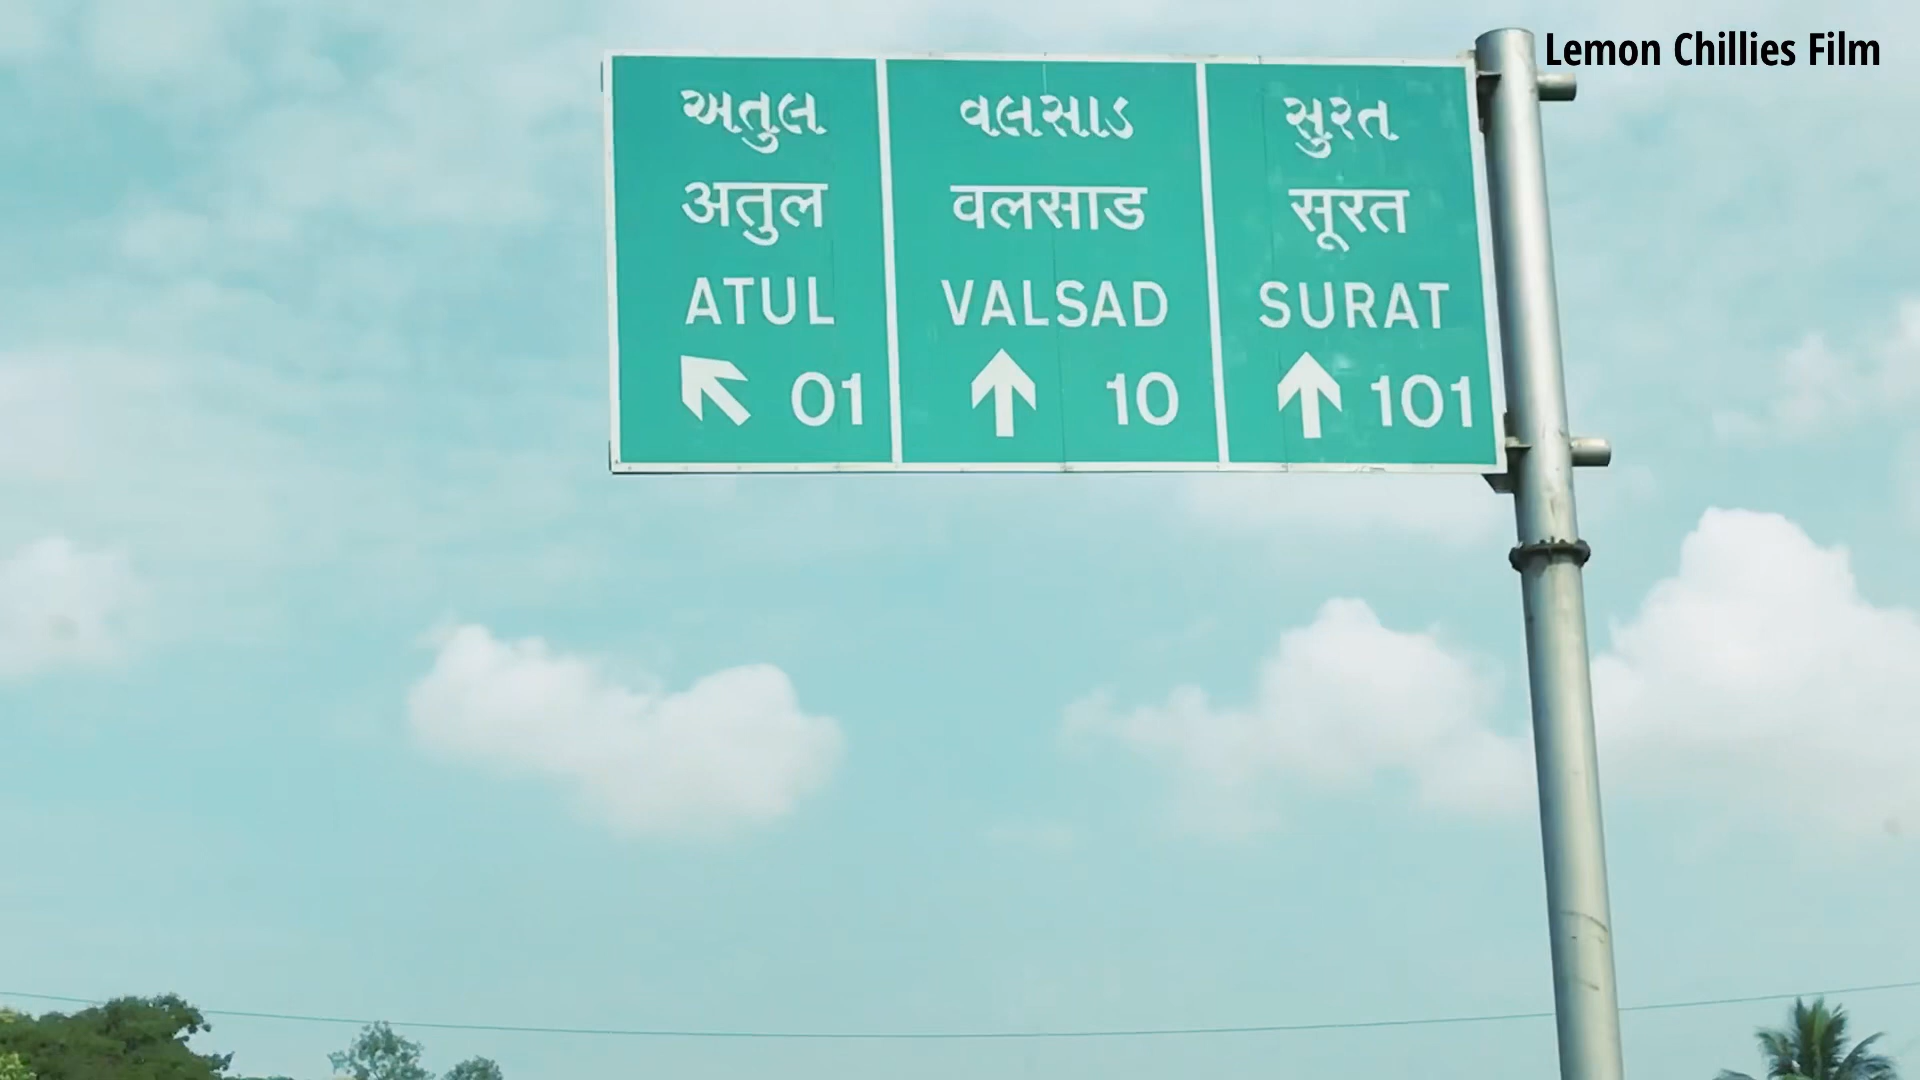 Lemon Chillies Film
અતુલ
अतुल
ATUL
01
વલસાડ
वलसाड
VALSAD
10
સુરત
सूरत
SURAT
101